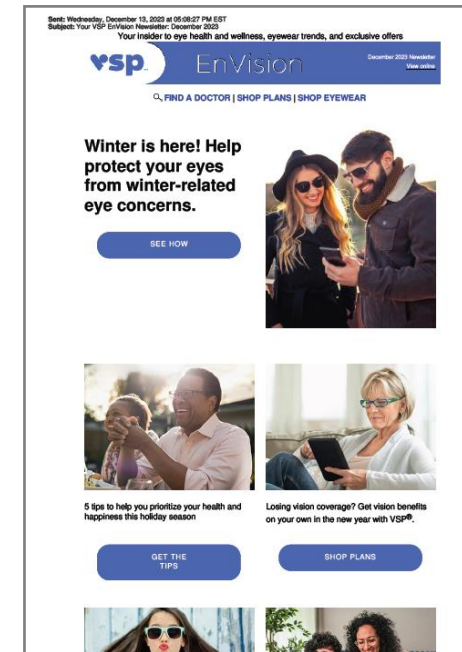 Sent: Wednesday, December 13, 2023 at 05:08:27 PM EST
Subject: Your VSP EnVision Newsletter: December 2023
Your insider to eye health and wellness, eyewear trends, and exclusive offers
vsp
EnVision
December 2023 Newsletter
View online
FIND A DOCTOR | SHOP PLANS | SHOP EYEWEAR
Winter is here! Help
protect your eyes
from winter-related
eye concerns.
SEE HOW
5 tips to help you prioritize your health and
happiness this holiday season
GET THE
TIPS
Losing vision coverage? Get vision benefits
on your own in the new year with VSP®.
SHOP PLANS